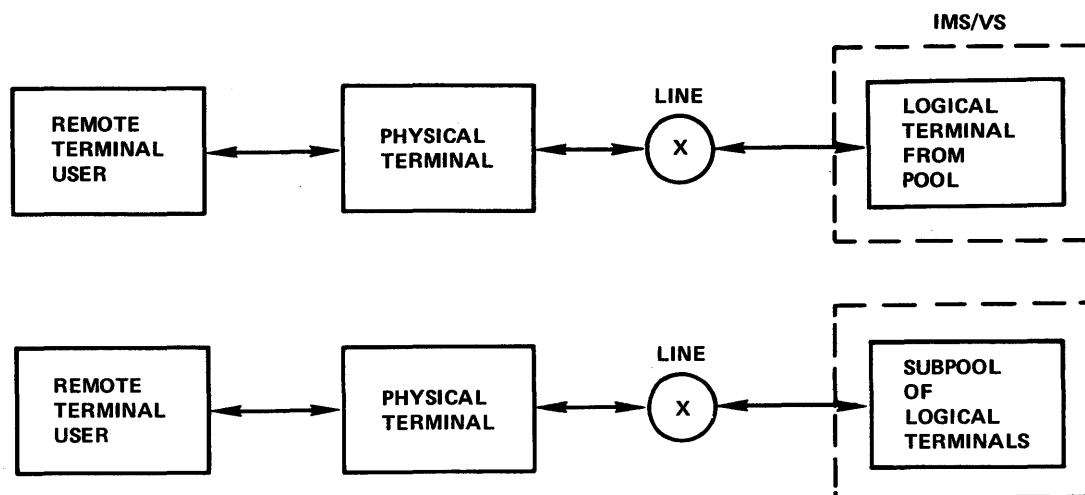 IMS/VS
REMOTE
TERMINAL
USER
PHYSICAL
TERMINAL
LINE
X
LOGICAL
TERMINAL
FROM
POOL
REMOTE
TERMINAL
USER
PHYSICAL
TERMINAL
LINE
X
SUBPOOL
OF
LOGICAL
TERMINALS